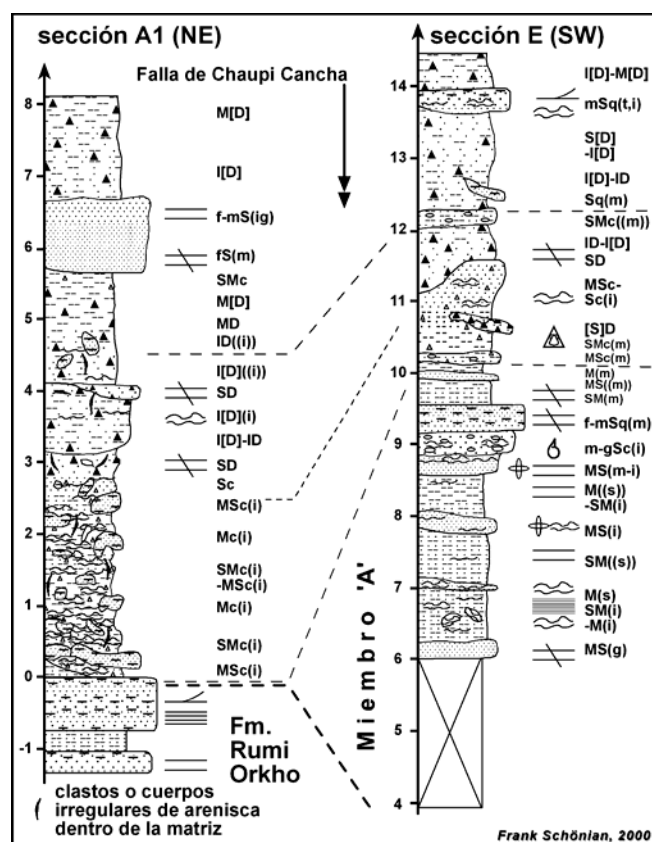 sección A1 (NE)
Falla de Chaupi Cancha
8
7
6
5
4
3
2
1
0
-1
M[D]
I[D]
f-mS(ig)
fS(m)
SMc
M[D]
MD
ID((i))
I[D]((i))
SD
I[D](i)
I[D]-ID
SD
Sc
MSc(i)
Mc(i)
SMc(i)
-MSc(i)
Mc(i)
SMc(i)
MSc(i)
Fm.
Rumi
Orkho
clastos o cuerpos
irregulares de arenisca
dentro de la matriz
sección E (SW)
14
13
12
11
10
9
8
7
6
5
4
I[D]-M[D]
mSq(t,i)
S[D]
-I[D]
I[D]-ID
Sq(m)
SMc((m))
ID-I[D]
SD
MSc-
Sc(i)
[S]D
SMc(m)
MSc(m)
M(m)
MS((m))
SM(m)
f-mSq(m)
m-gSc(i)
MS(m-i)
M((s))
-SM(i)
MS(i)
SM((s))
M(s)
SM(i)
-M(i)
MS(g)
Miembro 'A'
Frank Schönian, 2000